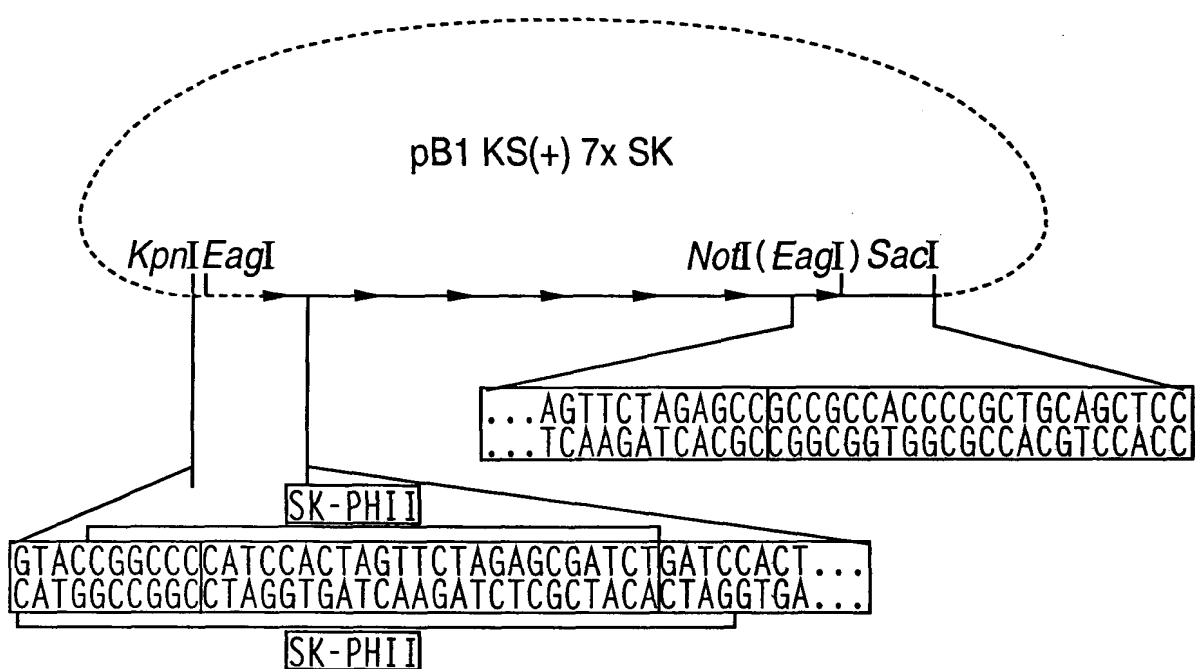 pB1 KS(+) 7x SK
KpnI EagI
NotI (EagI) SacI
...AGTTCTAGAGCCGCCGCCACCCCGCTGCAGCTCC
...TCAAGATCACGCCGGCGGTGGCGCCACGTCCACC
SK-PHII
GTACCGGCCCCATCCACTAGTTCTAGAGCGATCTGATCCACT...
CATGGCCGGCCTAGGTGATCAAGATCTCGCTACACTAGGTGA...
SK-PHII